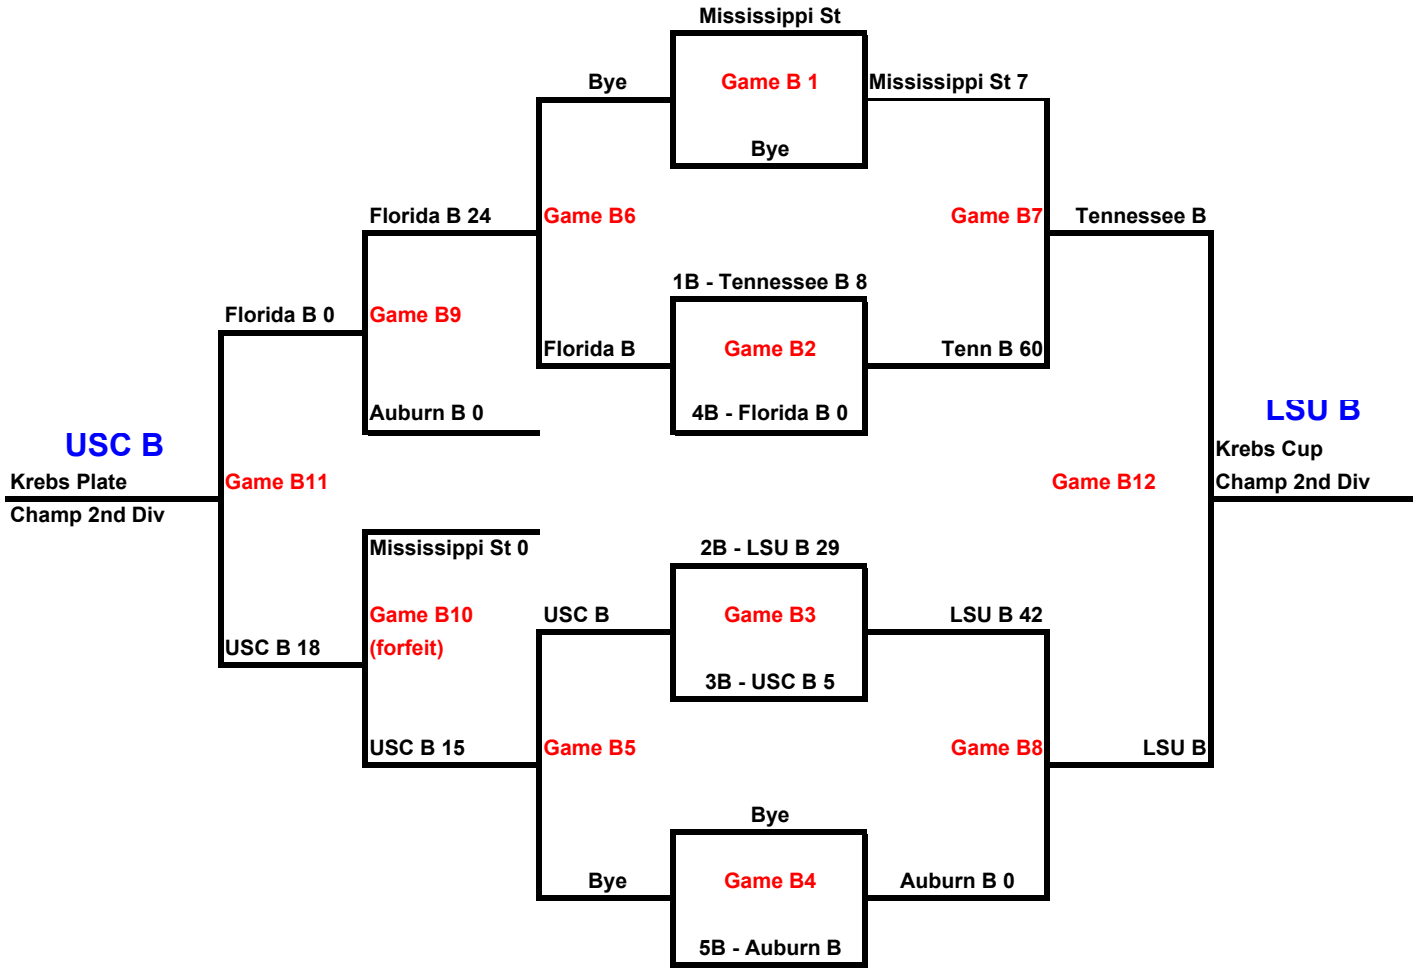 Mississippi St
Bye
Game B 1
Mississippi St 7
Bye
Florida B 24
Game B6
Game B7
Tennessee B
1B - Tennessee B 8
Florida B 0
Game B9
Florida B
Game B2
Tenn B 60
Auburn B 0
4B - Florida B 0
LSU B
USC B
Krebs Cup
Krebs Plate
Game B11
Game B12
Champ 2nd Div
Champ 2nd Div
Mississippi St 0
2B - LSU B 29
Game B10
USC B
Game B3
LSU B 42
USC B 18
(forfeit)
3B - USC B 5
USC B 15
Game B5
Game B8
LSU B
Bye
Bye
Game B4
Auburn B 0
5B - Auburn B